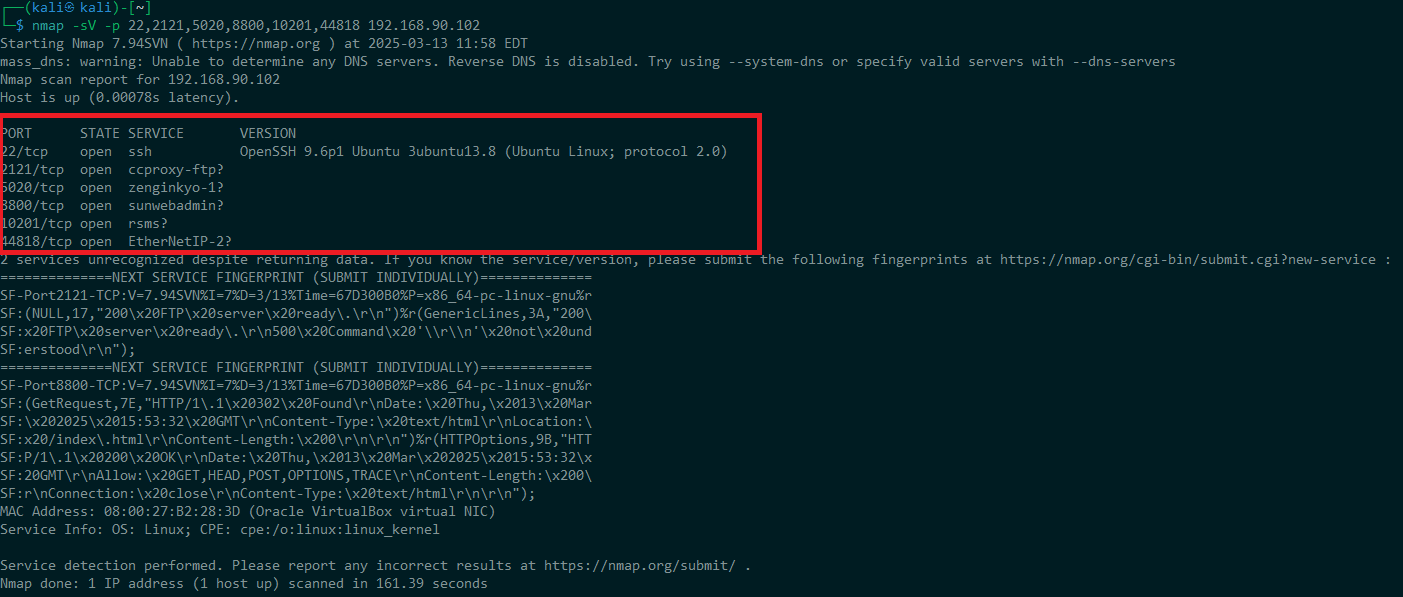 ┌──(kali㉿kali)-[~]
└─$ nmap -sV -p 22,2121,5020,8800,10201,44818 192.168.90.102
Starting Nmap 7.94SVN ( https://nmap.org ) at 2025-03-13 11:58 EDT
mass_dns: warning: Unable to determine any DNS servers. Reverse DNS is disabled. Try using --system-dns or specify valid servers with --dns-servers
Nmap scan report for 192.168.90.102
Host is up (0.00078s latency).
PORT      STATE SERVICE       VERSION
22/tcp    open  ssh           OpenSSH 9.6p1 Ubuntu 3ubuntu13.8 (Ubuntu Linux; protocol 2.0)
2121/tcp  open  ccproxy-ftp?
5020/tcp  open  zenginkyo-1?
8800/tcp  open  sunwebadmin?
10201/tcp open  rsms?
44818/tcp open  EtherNetIP-2?
2 services unrecognized despite returning data. If you know the service/version, please submit the following fingerprints at https://nmap.org/cgi-bin/submit.cgi?new-service :
==============NEXT SERVICE FINGERPRINT (SUBMIT INDIVIDUALLY)==============
SF-Port2121-TCP:V=7.94SVN%I=7%D=3/13%Time=67D300B0%P=x86_64-pc-linux-gnu%r
SF:(NULL,17,"200\x20FTP\x20server\x20ready\.\r\n")%r(GenericLines,3A,"200\
SF:x20FTP\x20server\x20ready\.\r\n500\x20Command\x20'\\r\\n'\x20not\x20und
SF:erstood\r\n");
==============NEXT SERVICE FINGERPRINT (SUBMIT INDIVIDUALLY)==============
SF-Port8800-TCP:V=7.94SVN%I=7%D=3/13%Time=67D300B0%P=x86_64-pc-linux-gnu%r
SF:(GetRequest,7E,"HTTP/1\.1\x20302\x20Found\r\nDate:\x20Thu,\x2013\x20Mar
SF:\x202025\x2015:53:32\x20GMT\r\nContent-Type:\x20text/html\r\nLocation:\
SF:x20/index\.html\r\nContent-Length:\x200\r\n\r\n")%r(HTTPOptions,9B,"HTT
SF:P/1\.1\x20200\x20OK\r\nDate:\x20Thu,\x2013\x20Mar\x202025\x2015:53:32\x
SF:20GMT\r\nAllow:\x20GET,HEAD,POST,OPTIONS,TRACE\r\nContent-Length:\x200\
SF:r\nConnection:\x20close\r\nContent-Type:\x20text/html\r\n\r\n");
MAC Address: 08:00:27:B2:28:3D (Oracle VirtualBox virtual NIC)
Service Info: OS: Linux; CPE: cpe:/o:linux:linux_kernel
Service detection performed. Please report any incorrect results at https://nmap.org/submit/ .
Nmap done: 1 IP address (1 host up) scanned in 161.39 seconds